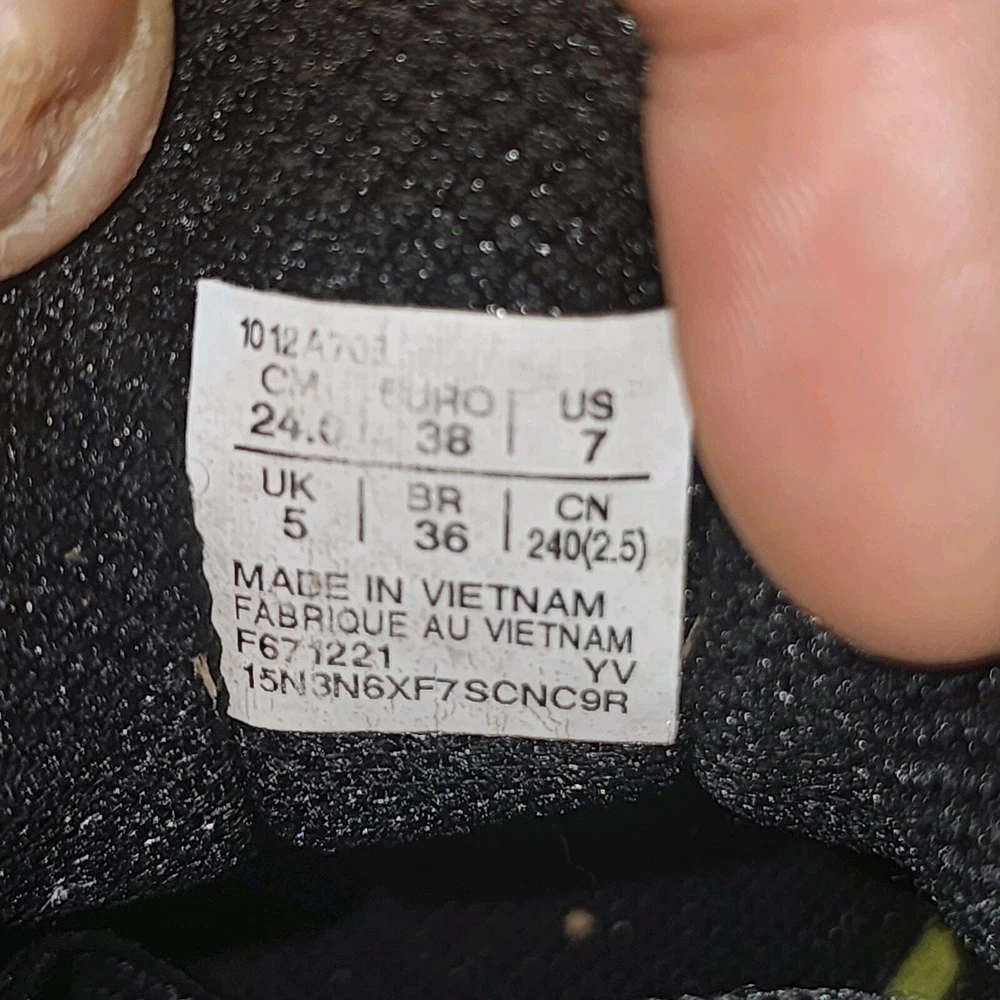 1012A701
CM EURO US
24.0 38 7
UK BR CN
5 36 240(2.5)
MADE IN VIETNAM
FABRIQUE AU VIETNAM
F671221 YV
15N3N6XF7SCNC9R